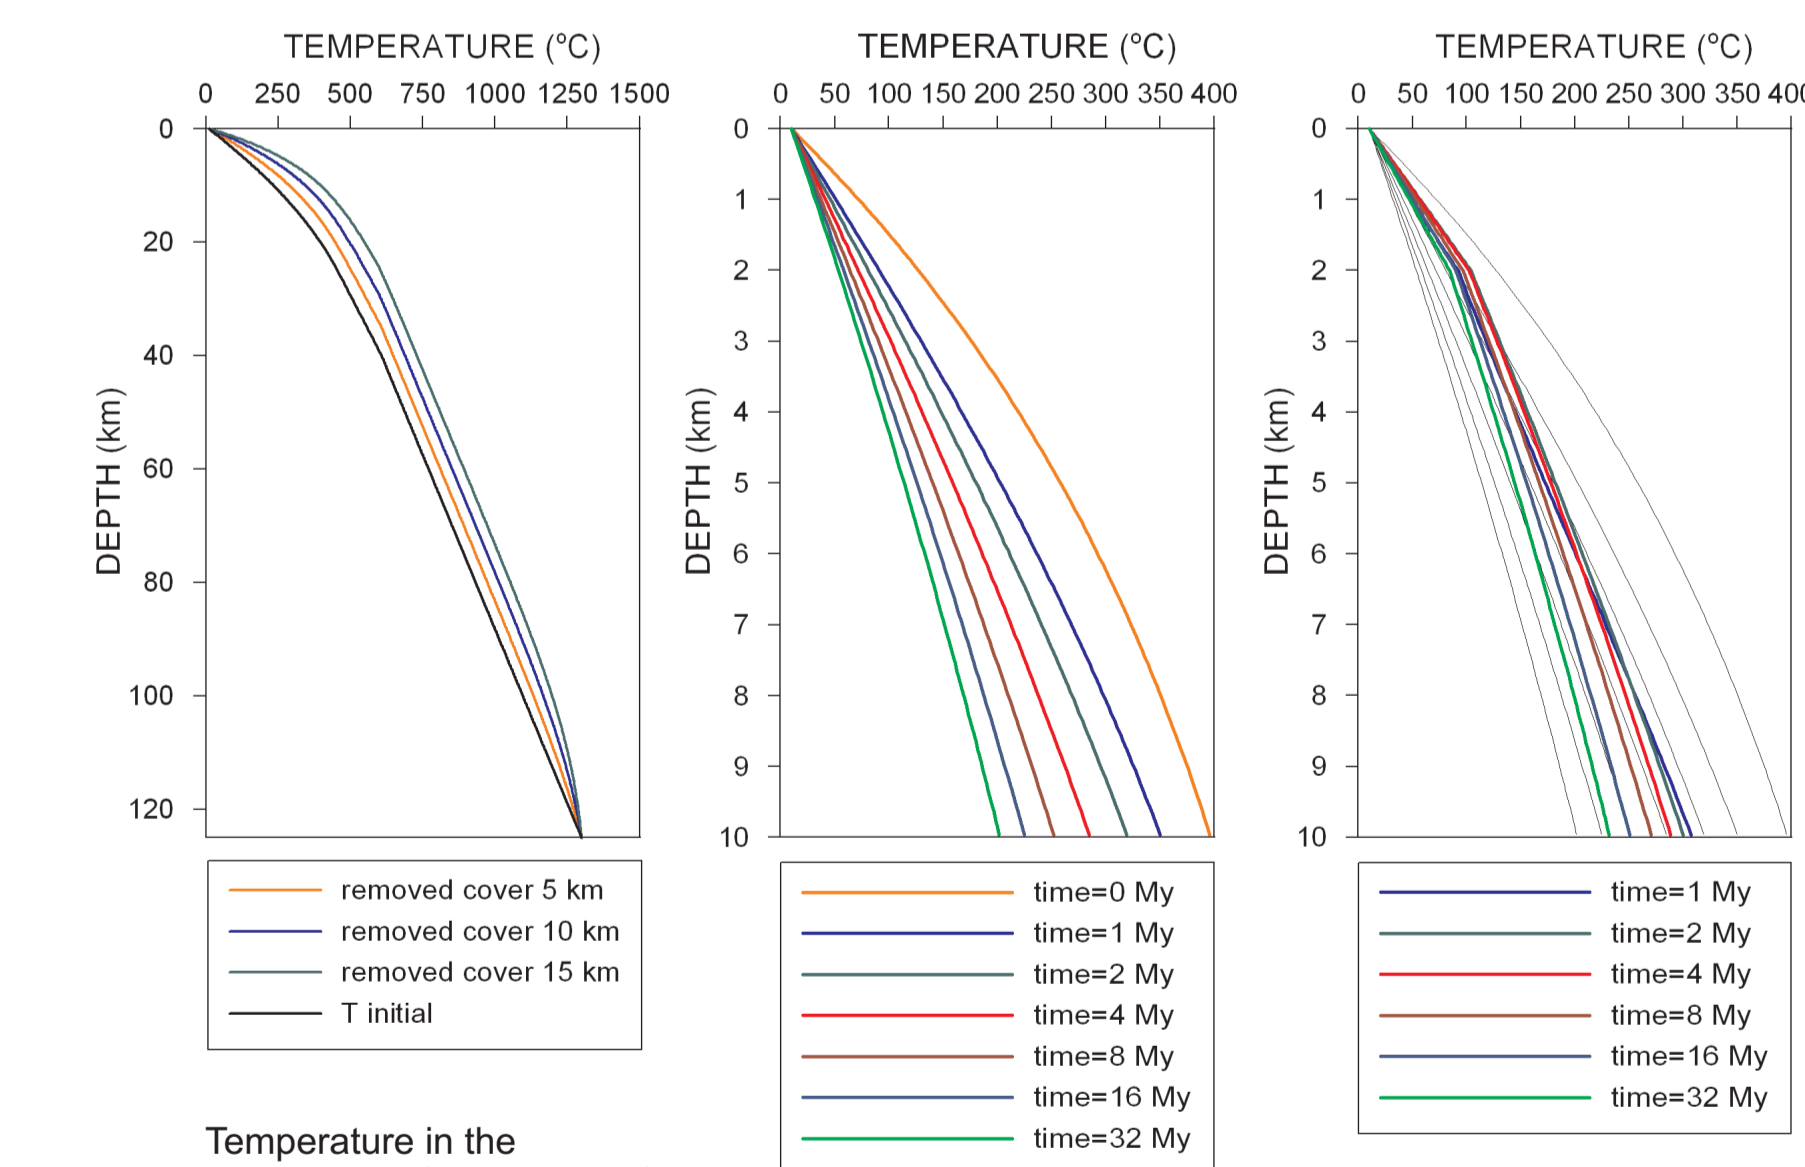 TEMPERATURE (ºC)
0 250 500 750 1000 1250 1500
0
20
40
60
80
100
120
DEPTH (km)
removed cover 5 km
removed cover 10 km
removed cover 15 km
T initial
Temperature in the
TEMPERATURE (ºC)
0 50 100 150 200 250 300 350 400
0
1
2
3
4
5
6
7
8
9
10
DEPTH (km)
time=0 My
time=1 My
time=2 My
time=4 My
time=8 My
time=16 My
time=32 My
TEMPERATURE (ºC)
0 50 100 150 200 250 300 350 400
0
1
2
3
4
5
6
7
8
9
10
DEPTH (km)
time=1 My
time=2 My
time=4 My
time=8 My
time=16 My
time=32 My